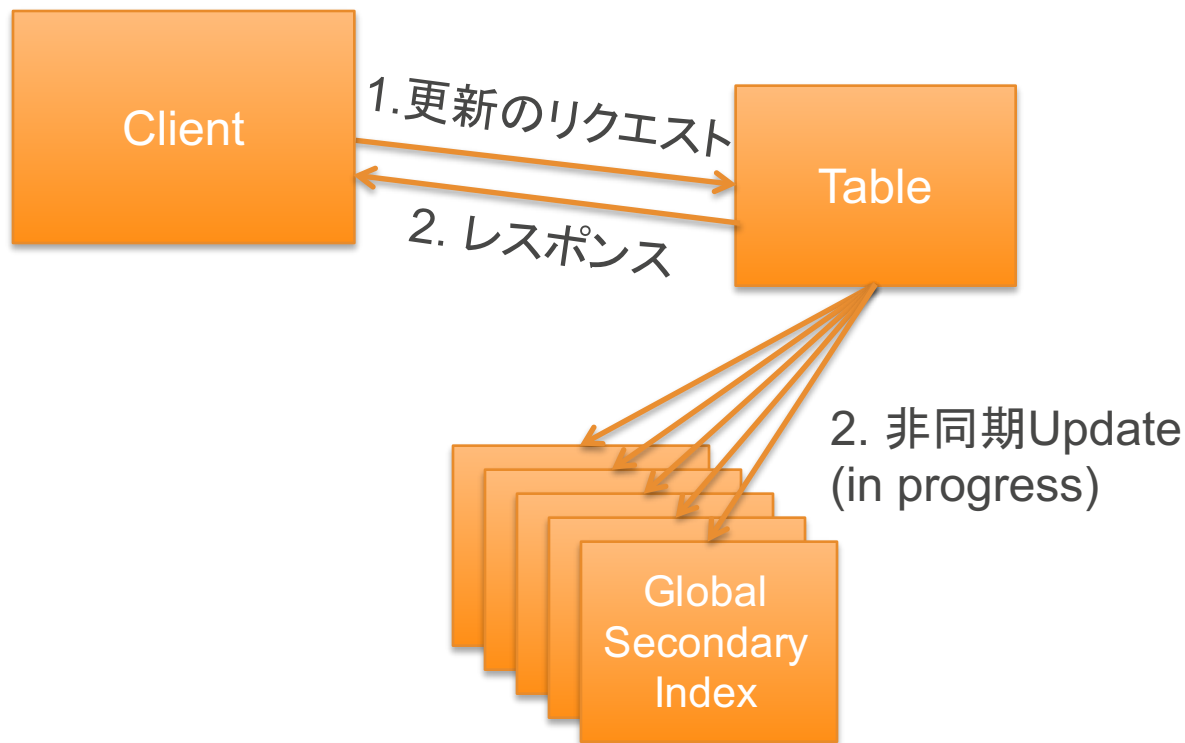 Client
1.更新のリクエスト
Table
2. レスポンス
2. 非同期Update
(in progress)
Global
Secondary
Index